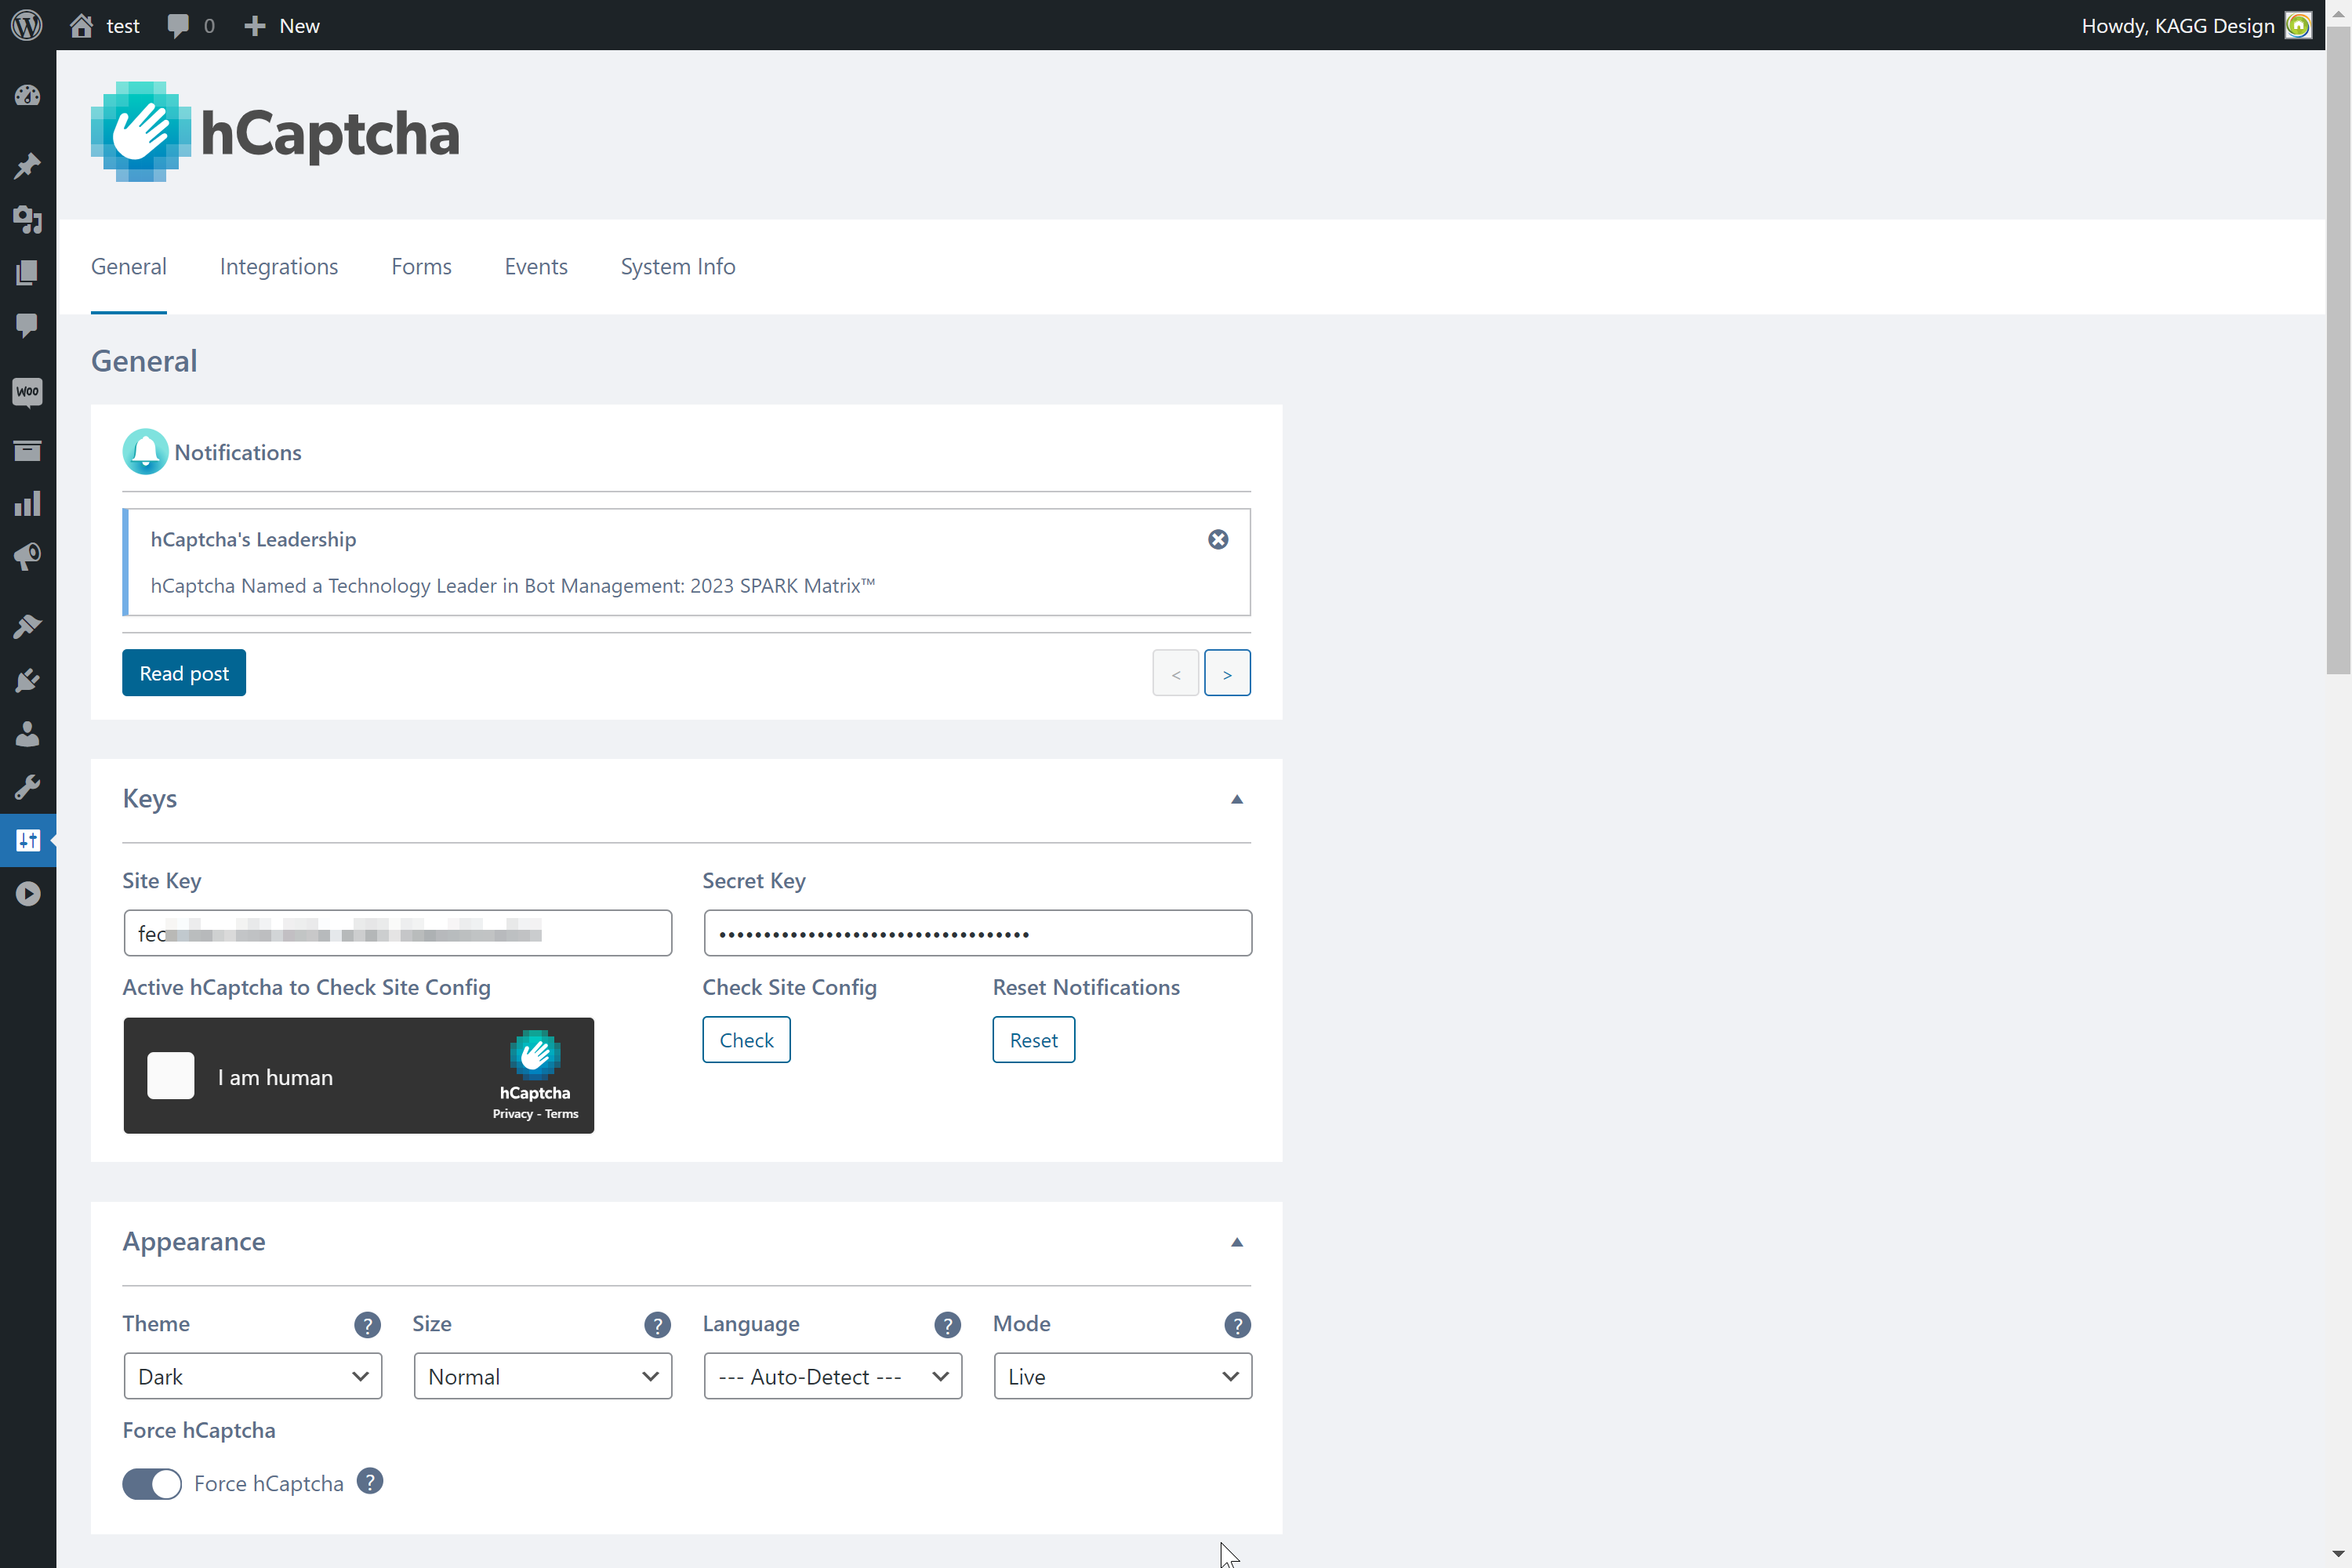 test 0 New Howdy, KAGG Design
hCaptcha
General Integrations Forms Events System Info
General
Notifications
hCaptcha's Leadership
hCaptcha Named a Technology Leader in Bot Management: 2023 SPARK Matrix™
Read post < >
Keys
Site Key Secret Key
fec •••••••••••••••••••••••••••••••••••
Active hCaptcha to Check Site Config Check Site Config Reset Notifications
Check Reset
I am human
hCaptcha
Privacy - Terms
Appearance
Theme ? Size ? Language ? Mode ?
Dark Normal --- Auto-Detect --- Live
Force hCaptcha
Force hCaptcha ?
Woo